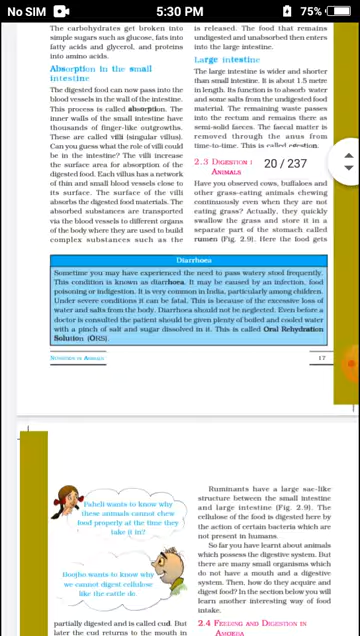 No SIM
5:30 PM
75%
The carbohydrates get broken into
simple sugars such as glucose, fats into
fatty acids and glycerol, and proteins
into amino acids.
Absorption in the small
intestine
The digested food can now pass into the
blood vessels in the wall of the intestine.
This process is called absorption. The
inner walls of the small intestine have
thousands of finger-like outgrowths.
These are called villi (singular villus).
Can you guess what the role of villi could
be in the intestine? The villi increase
the surface area for absorption of the
digested food. Each villus has a network
of thin and small blood vessels close to
its surface. The surface of the villi
absorbs the digested food materials. The
absorbed substances are transported
via the blood vessels to different organs
of the body where they are used to build
complex substances such as the
is released. The food that remains
undigested and unabsorbed then enters
into the large intestine.
Large intestine
The large intestine is wider and shorter
than small intestine. It is about 1.5 metre
in length. Its function is to absorb water
and some salts from the undigested food
material. The remaining waste passes
into the rectum and remains there as
semi-solid faeces. The faecal matter is
removed through the anus from
time-to-time. This is called egestion.
2.3 DIGESTION
ANIMALS
20 / 237
Have you observed cows, buffaloes and
other grass-eating animals chewing
continuously even when they are not
eating grass? Actually, they quickly
swallow the grass and store it in a
separate part of the stomach called
rumen (Fig. 2.9). Here the food gets
Diarrhoea
Sometime you may have experienced the need to pass watery stool frequently.
This condition is known as diarrhoea. It may be caused by an infection, food
poisoning or indigestion. It is very common in India, particularly among children.
Under severe conditions it can be fatal. This is because of the excessive loss of
water and salts from the body. Diarrhoea should not be neglected. Even before a
doctor is consulted the patient should be given plenty of boiled and cooled water
with a pinch of salt and sugar dissolved in it. This is called Oral Rehydration
Solution (ORS).
NUTRITION IN ANIMALS
17
Paheli wants to know why
these animals cannot chew
food properly at the time they
take it in?
Boojho wants to know why
we cannot digest cellulose
like the cattle do.
partially digested and is called cud. But
later the cud returns to the mouth in
Ruminants have a large sac-like
structure between the small intestine
and large intestine (Fig. 2.9). The
cellulose of the food is digested here by
the action of certain bacteria which are
not present in humans.
So far you have learnt about animals
which possess the digestive system. But
there are many small organisms which
do not have a mouth and a digestive
system. Then, how do they acquire and
digest food? In the section below you will
learn another interesting way of food
intake.
2.4 FEEDING AND DIGESTION IN
AMOEBA